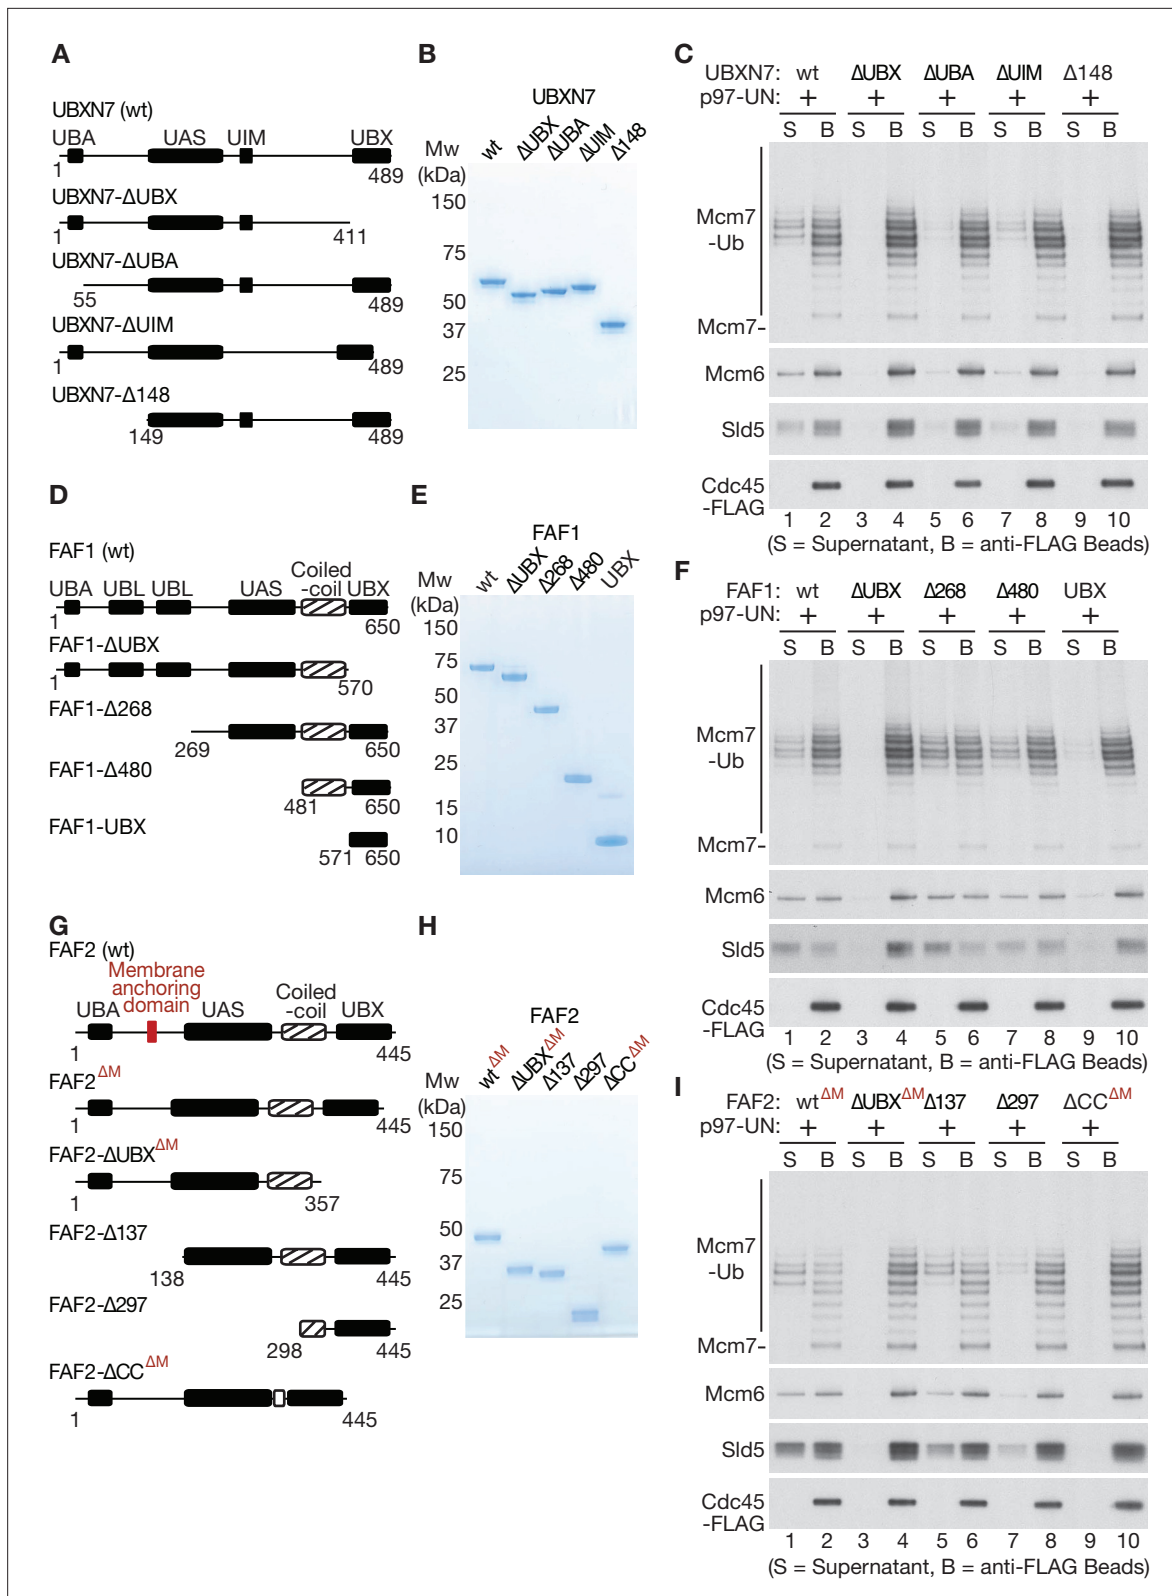 A
UBXN7 (wt)
UBA UAS UIM UBX
1 489
UBXN7-ΔUBX
1 411
UBXN7-ΔUBA
55 489
UBXN7-ΔUIM
1 489
UBXN7-Δ148
149 489
B
UBXN7
Mw (kDa)
wt ΔUBX ΔUBA ΔUIM Δ148
150
75
50
37
25
C
UBXN7: wt ΔUBX ΔUBA ΔUIM Δ148
p97-UN: + + + + +
S B S B S B S B S B
Mcm7
-Ub
Mcm7-
Mcm6
Sld5
Cdc45
-FLAG
1 2 3 4 5 6 7 8 9 10
(S = Supernatant, B = anti-FLAG Beads)
D
FAF1 (wt)
Coiled
-coil
UBA UBL UBL UAS UBX
1 650
FAF1-ΔUBX
1 570
FAF1-Δ268
269 650
FAF1-Δ480
481 650
FAF1-UBX
571 650
E
FAF1
Mw
(kDa)
wt ΔUBX Δ268 Δ480 UBX
150
75
50
37
25
15
10
F
FAF1: wt ΔUBX Δ268 Δ480 UBX
p97-UN: + + + + +
S B S B S B S B S B
Mcm7
-Ub
Mcm7-
Mcm6
Sld5
Cdc45
-FLAG
1 2 3 4 5 6 7 8 9 10
(S = Supernatant, B = anti-FLAG Beads)
G
FAF2 (wt)
Membrane
anchoring
domain
Coiled
-coil
UBA UAS UBX
1 445
FAF2ΔM
1 445
FAF2-ΔUBXΔM
1 357
FAF2-Δ137
138 445
FAF2-Δ297
298 445
FAF2-ΔCCΔM
1 445
H
FAF2
Mw
(kDa)
wtΔM ΔUBXΔM Δ137 Δ297 ΔCCΔM
150
75
50
37
25
I
FAF2: wtΔM ΔUBXΔM Δ137 Δ297 ΔCCΔM
p97-UN: + + + + +
S B S B S B S B S B
Mcm7
-Ub
Mcm7-
Mcm6
Sld5
Cdc45
-FLAG
1 2 3 4 5 6 7 8 9 10
(S = Supernatant, B = anti-FLAG Beads)